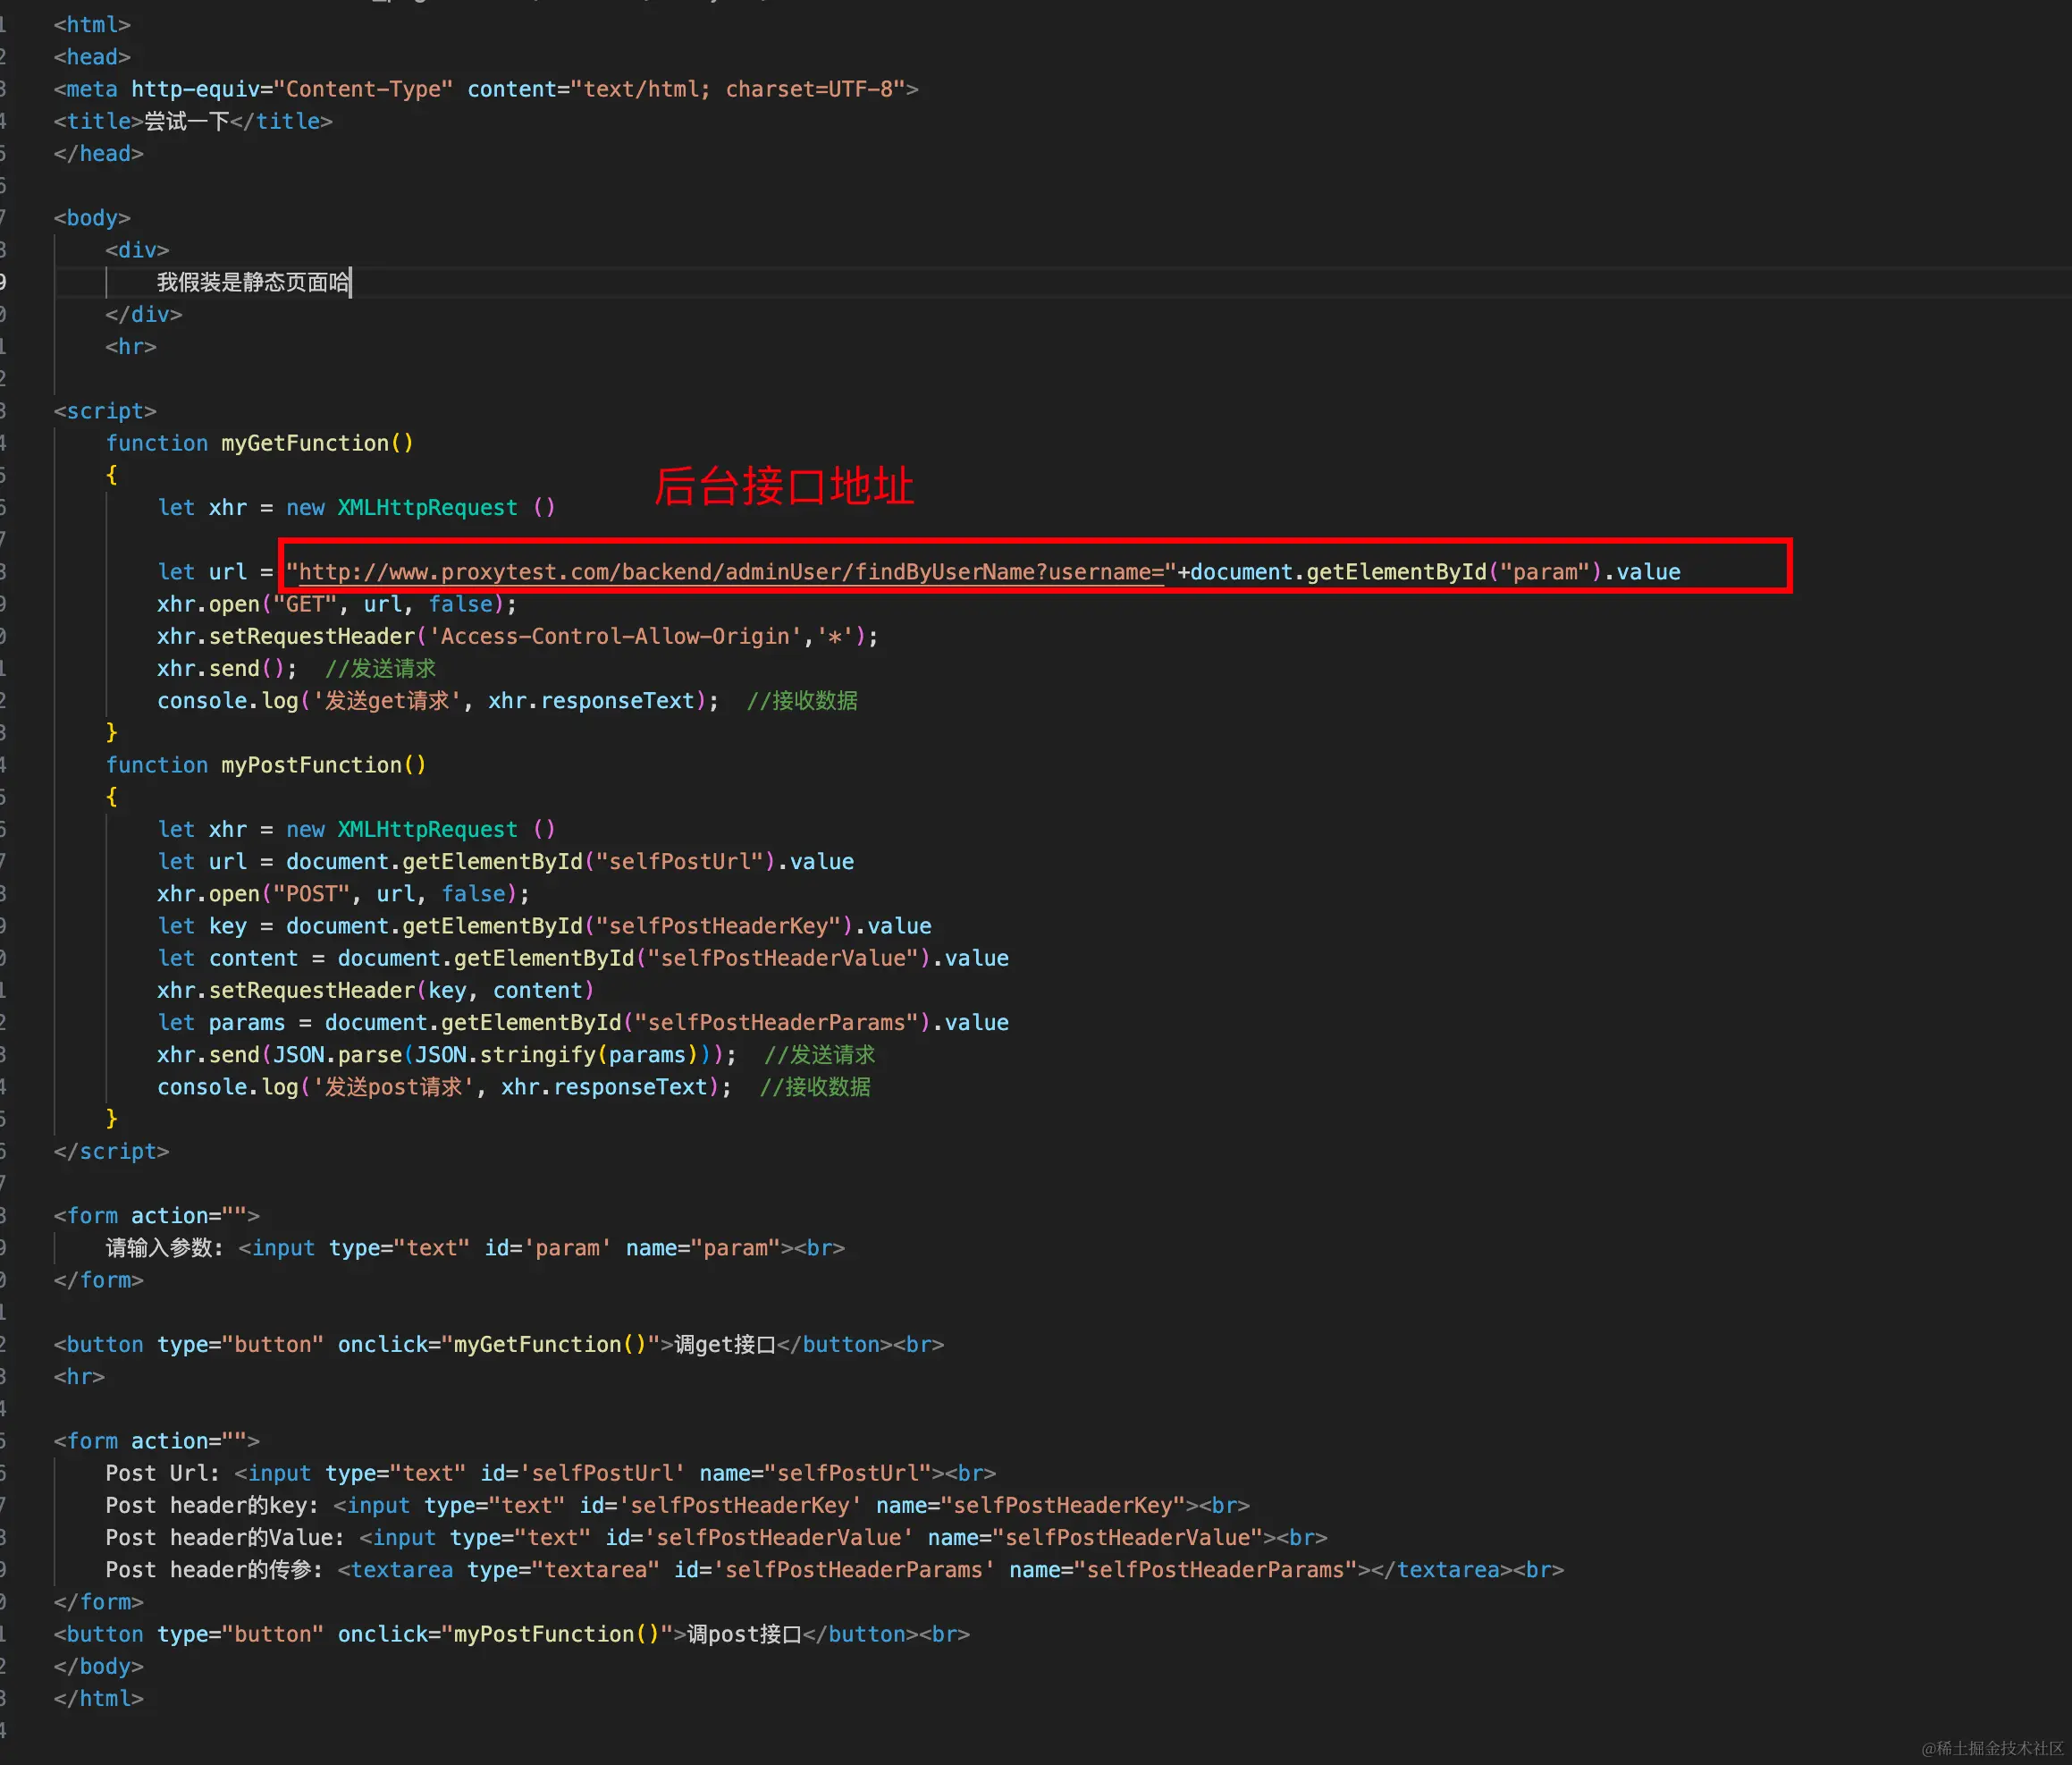 <html>
<head>
<meta http-equiv="Content-Type" content="text/html; charset=UTF-8">
<title>尝试一下</title>
</head>
<body>
<div>
我假装是静态页面哈
</div>
<hr>
<script>
function myGetFunction()
{
后台接口地址
let xhr = new XMLHttpRequest ()
let url = "http://www.proxytest.com/backend/adminUser/findByUserName?username="+document.getElementById("param").value
xhr.open("GET", url, false);
xhr.setRequestHeader('Access-Control-Allow-Origin','*');
xhr.send();  //发送请求
console.log('发送get请求', xhr.responseText);  //接收数据
}
function myPostFunction()
{
let xhr = new XMLHttpRequest ()
let url = document.getElementById("selfPostUrl").value
xhr.open("POST", url, false);
let key = document.getElementById("selfPostHeaderKey").value
let content = document.getElementById("selfPostHeaderValue").value
xhr.setRequestHeader(key, content)
let params = document.getElementById("selfPostHeaderParams").value
xhr.send(JSON.parse(JSON.stringify(params)));  //发送请求
console.log('发送post请求', xhr.responseText);  //接收数据
}
</script>
<form action="">
请输入参数: <input type="text" id='param' name="param"><br>
</form>
<button type="button" onclick="myGetFunction()">调get接口</button><br>
<hr>
<form action="">
Post Url: <input type="text" id='selfPostUrl' name="selfPostUrl"><br>
Post header的key: <input type="text" id='selfPostHeaderKey' name="selfPostHeaderKey"><br>
Post header的Value: <input type="text" id='selfPostHeaderValue' name="selfPostHeaderValue"><br>
Post header的传参: <textarea type="textarea" id='selfPostHeaderParams' name="selfPostHeaderParams"></textarea><br>
</form>
<button type="button" onclick="myPostFunction()">调post接口</button><br>
</body>
</html>
@稀土掘金技术社区